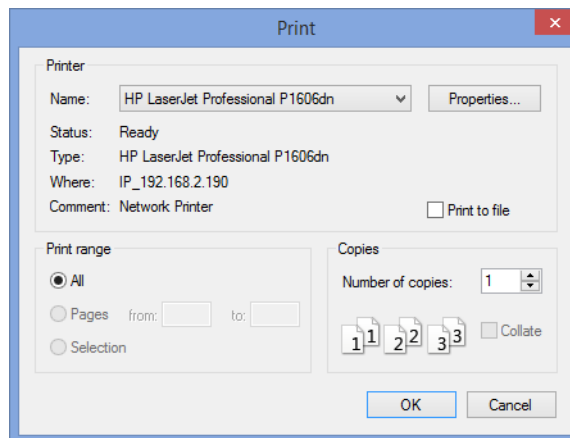 Print
Printer
Name: HP LaserJet Professional P1606dn Properties...
Status: Ready
Type: HP LaserJet Professional P1606dn
Where: IP_192.168.2.190
Comment: Network Printer Print to file
Print range
All
Pages from: to:
Selection
Copies
Number of copies: 1
1 1 2 2 3 3 Collate
OK Cancel